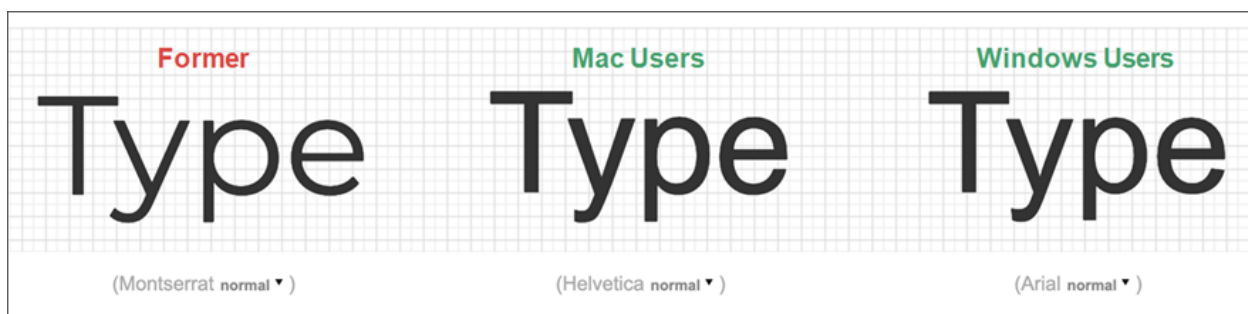 Former Mac Users Windows Users
Type Type Type
(Montserrat normal ▼ ) (Helvetica normal ▼ ) (Arial normal ▼ )